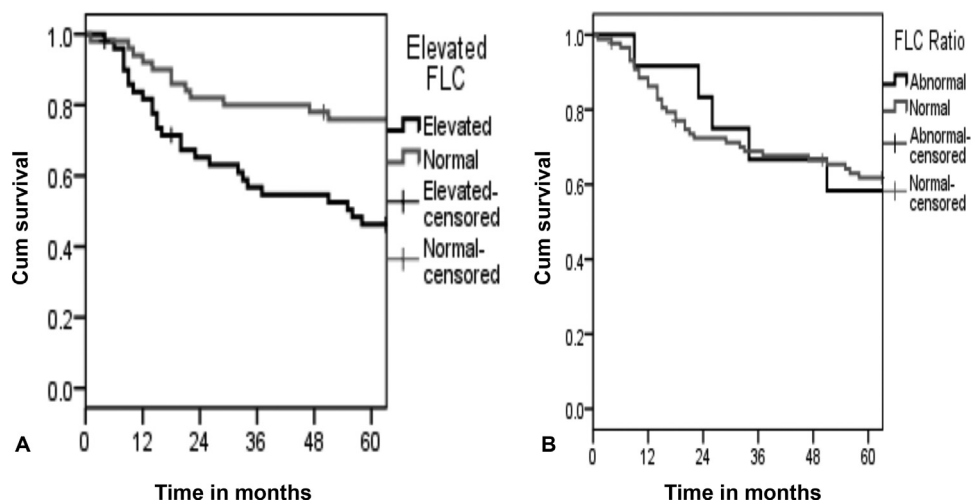 1.0
0.8
0.6
0.4
0.2
0.0
Cum survival
0 12 24 36 48 60
Time in months
A
Elevated
FLC
Elevated
Normal
Elevated-
censored
Normal-
censored
1.0
0.8
0.6
0.4
0.2
0.0
Cum survival
0 12 24 36 48 60
Time in months
B
FLC Ratio
Abnormal
Normal
Abnormal-
censored
Normal-
censored